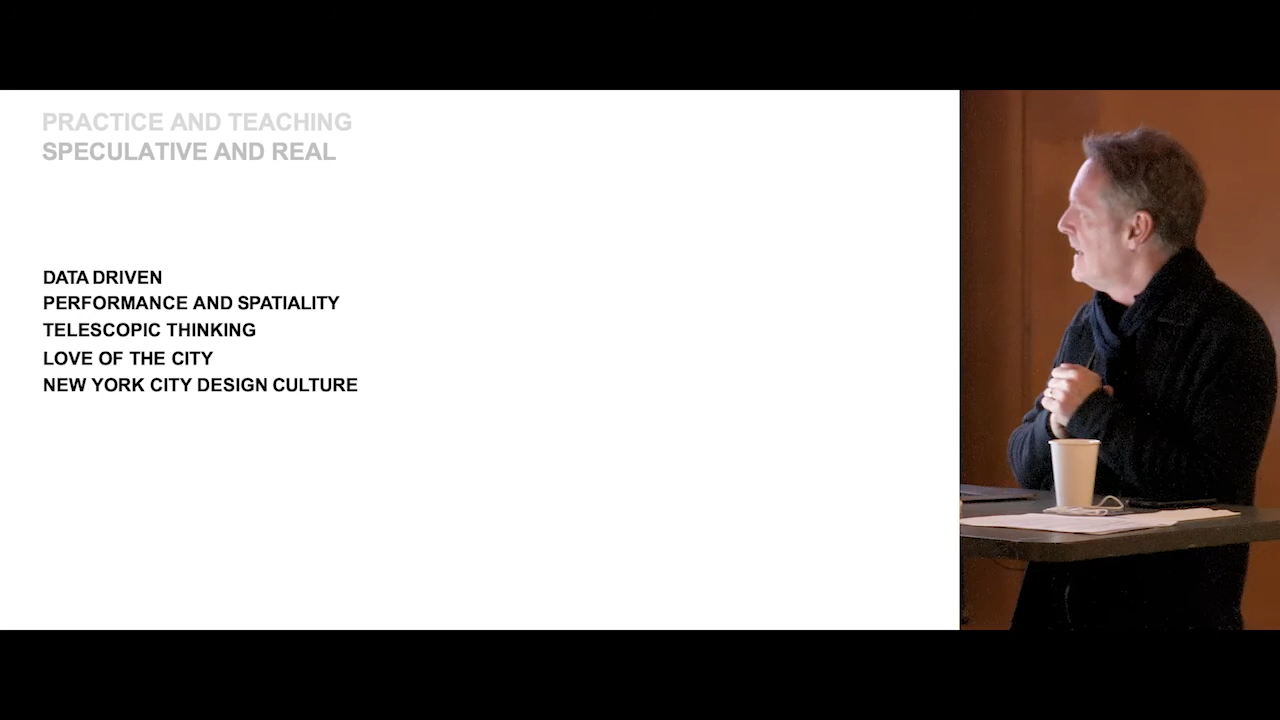 PRACTICE AND TEACHING
SPECULATIVE AND REAL
DATA DRIVEN
PERFORMANCE AND SPATIALITY
TELESCOPIC THINKING
LOVE OF THE CITY
NEW YORK CITY DESIGN CULTURE